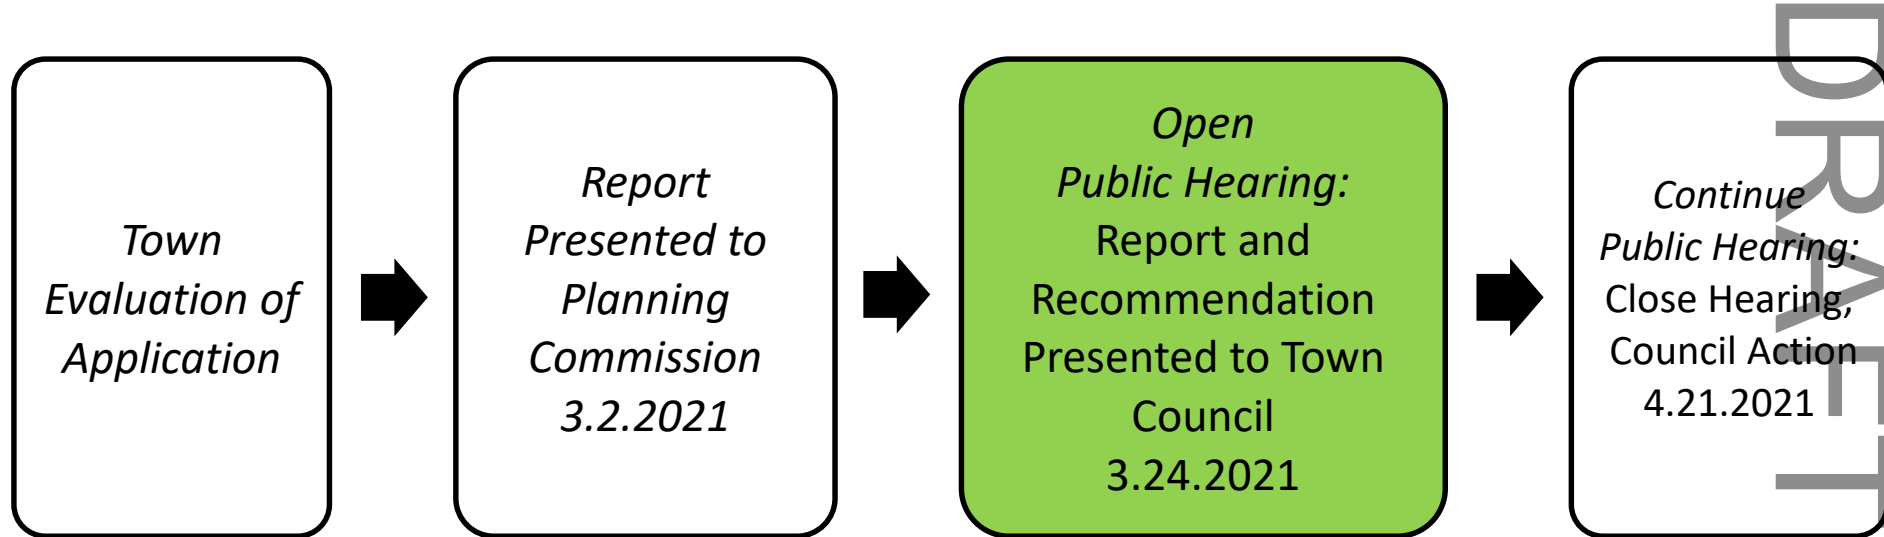 Town
Evaluation of
Application
Report
Presented to
Planning
Commission
3.2.2021
Open
Public Hearing:
Report and
Recommendation
Presented to Town
Council
3.24.2021
Continue
Public Hearing:
Close Hearing,
Council Action
4.21.2021
DRAFT